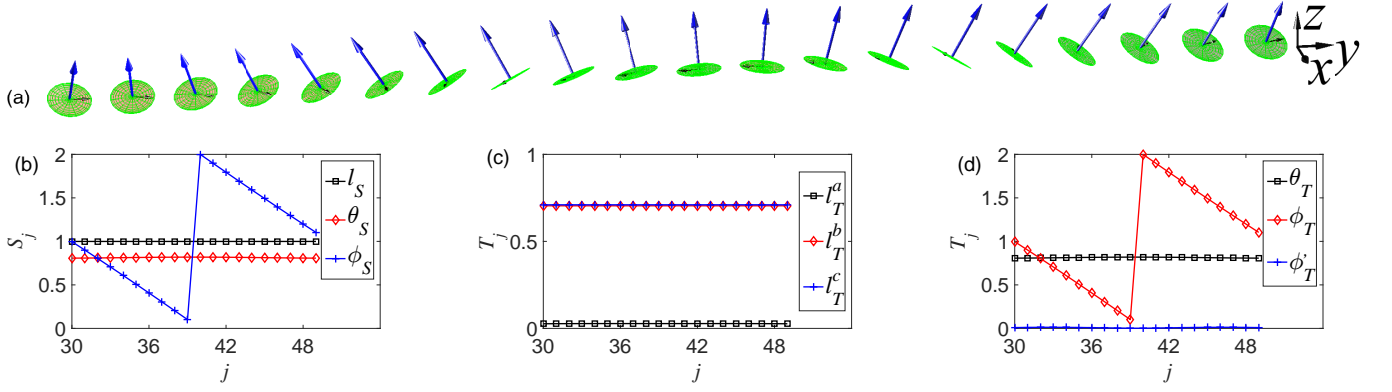 z
y
x
(a)
(b)
2
1.5
1
0.5
0
S_j
30 36 42 48
j
l_S
θ_S
ϕ_S
(c)
1
0.5
0
T_j
30 36 42 48
j
l_T^a
l_T^b
l_T^c
(d)
2
1.5
1
0.5
0
T_j
30 36 42 48
j
θ_T
ϕ_T
ϕ'_T